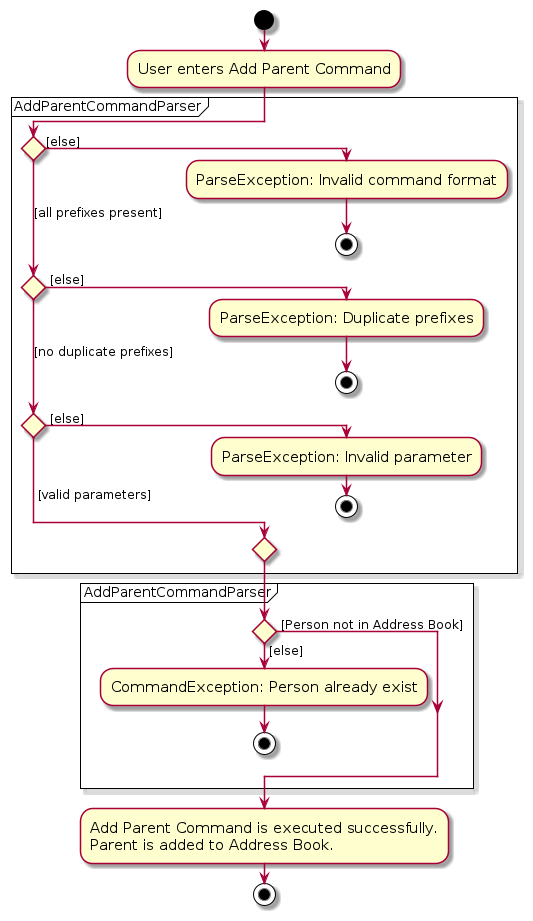 User enters Add Parent Command
AddParentCommandParser
[else]
ParseException: Invalid command format
[all prefixes present]
[else]
ParseException: Duplicate prefixes
[no duplicate prefixes]
[else]
ParseException: Invalid parameter
[valid parameters]
AddParentCommandParser
[Person not in Address Book]
[else]
CommandException: Person already exist
Add Parent Command is executed successfully.
Parent is added to Address Book.